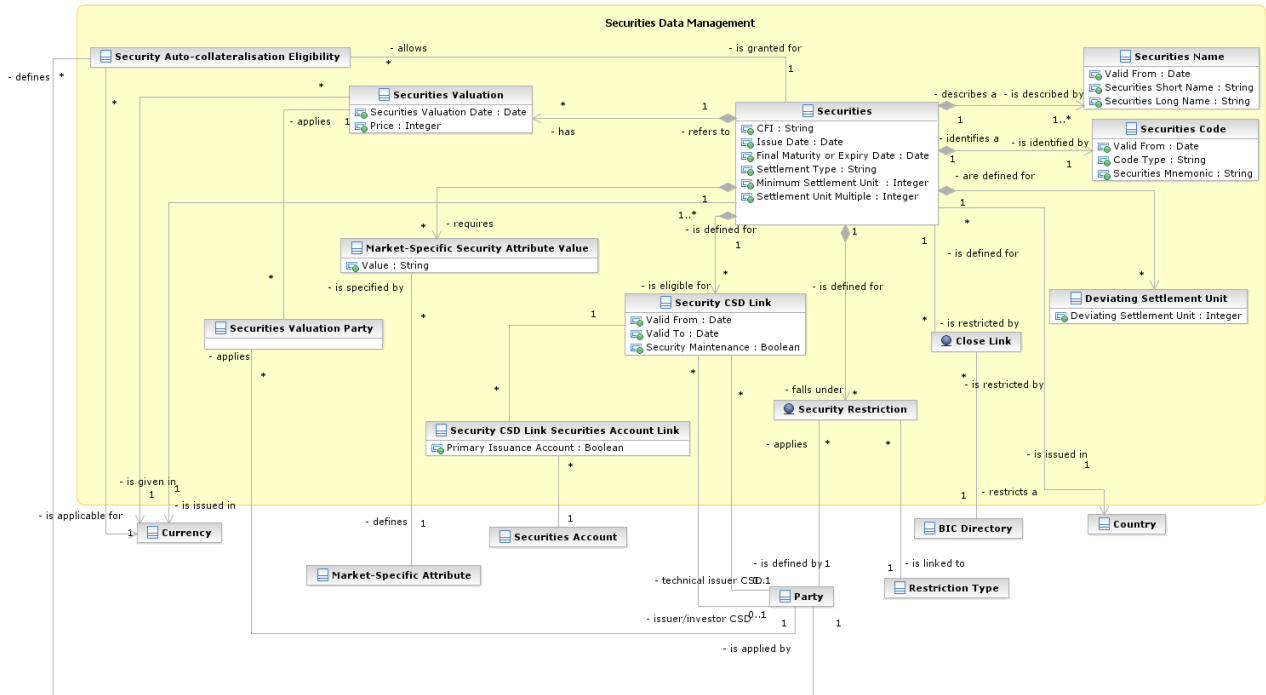 Securities Data Management
- allows
- is granted for
Security Auto-collateralisation Eligibility
*
1
- defines
*
*
*
Securities Name
Valid From : Date
Securities Short Name : String
Securities Long Name : String
- describes a
- is described by
1
1..*
Securities Valuation
Securities Valuation Date : Date
Price : Integer
- applies
1
*
1
- has
- refers to
Securities
CFI : String
Issue Date : Date
Final Maturity or Expiry Date : Date
Settlement Type : String
Minimum Settlement Unit : Integer
Settlement Unit Multiple : Integer
Securities Code
Valid From : Date
Code Type : String
Securities Mnemonic : String
- identifies a
- is identified by
1
1
- are defined for
1
1
1..*
*
- requires
*
- is defined for
1
1
1
- is defined for
Market-Specific Security Attribute Value
Value : String
- is specified by
*
*
- is eligible for
- is defined for
*
Deviating Settlement Unit
Deviating Settlement Unit : Integer
Security CSD Link
Valid From : Date
Valid To : Date
Security Maintenance : Boolean
1
*
*
- is restricted by
Close Link
Securities Valuation Party
- applies
*
*
*
*
- is restricted by
*
- falls under
*
Security Restriction
- applies
*
*
Security CSD Link Securities Account Link
Primary Issuance Account : Boolean
*
- is issued in
1
- is given in
1
1
- is issued in
1
- restricts a
- is applicable for
1
Currency
- defines
1
1
Securities Account
BIC Directory
Country
Market-Specific Attribute
- is defined by
1
1
- is linked to
- technical issuer CSD
0..1
Party
Restriction Type
- issuer/investor CSD
0..1
1
1
- is applied by